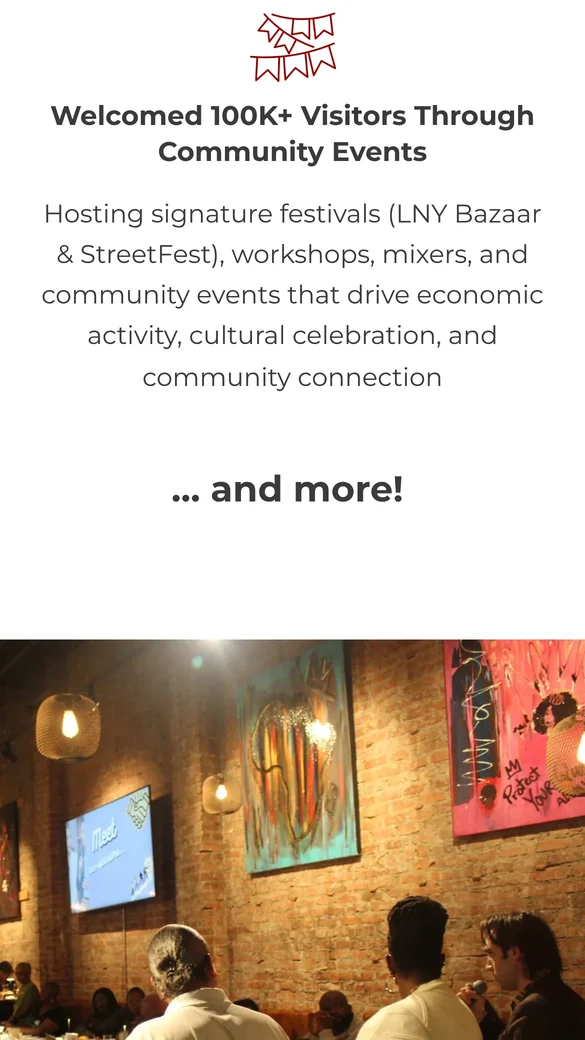 Welcomed 100K+ Visitors Through
Community Events
Hosting signature festivals (LNY Bazaar
& StreetFest), workshops, mixers, and
community events that drive economic
activity, cultural celebration, and
community connection
... and more!
Meet
Protect
YOUR